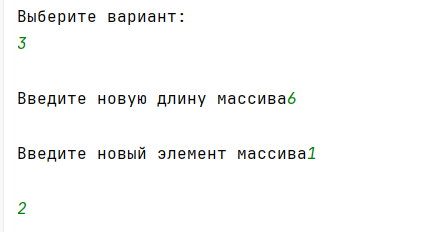 Выберите вариант:
3
Введите новую длину массива6
Введите новый элемент массива1
2